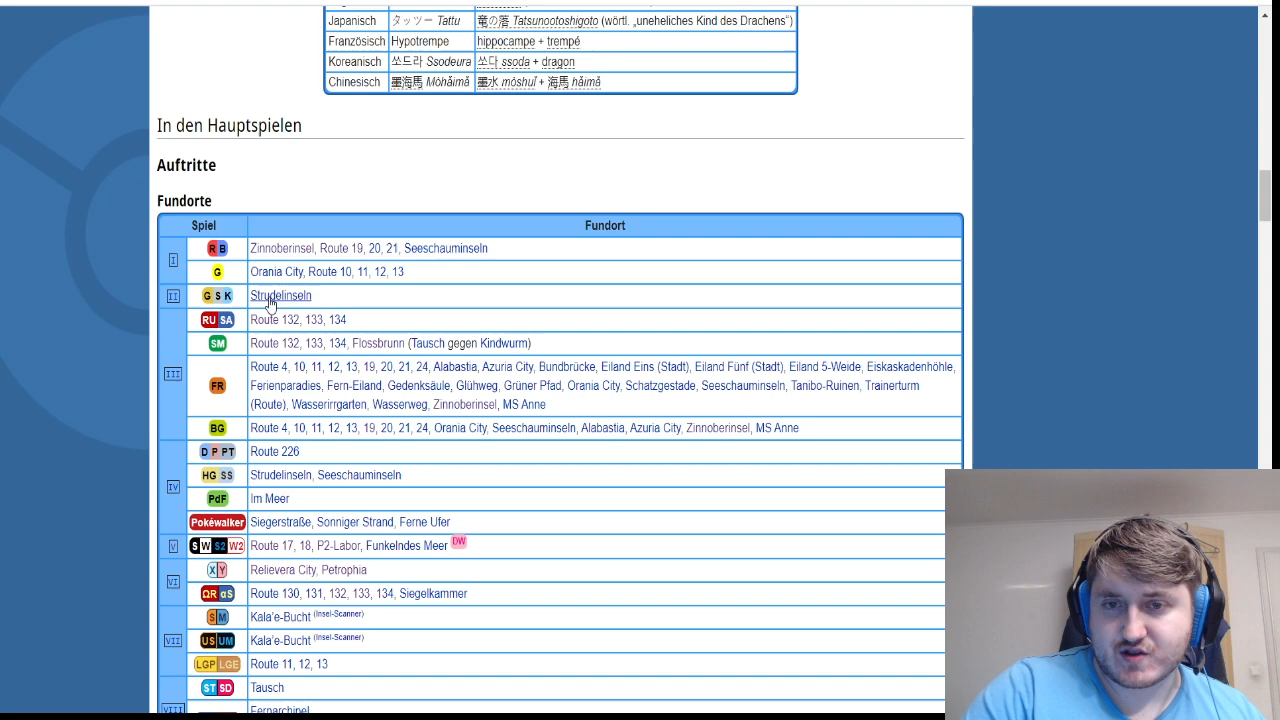 Japanisch タッツー Tattu 竜の落 Tatsunootoshigoto (wörtl. „uneheliches Kind des Drachens“)
Französisch Hypotrempe hippocampe + trempé
Koreanisch 쏘드라 Ssodeura 쏘다 ssoda + dragon
Chinesisch 墨海馬 Mòhǎimǎ 墨水 mòshuǐ + 海馬 hǎimǎ
In den Hauptspielen
Auftritte
Fundorte
Spiel Fundort
I R B Zinnoberinsel, Route 19, 20, 21, Seeschauminseln
G Orania City, Route 10, 11, 12, 13
II G S K Strudelinseln
III RU SA Route 132, 133, 134
SM Route 132, 133, 134, Flossbrunn (Tausch gegen Kindwurm)
FR Route 4, 10, 11, 12, 13, 19, 20, 21, 24, Alabastia, Azuria City, Bundbrücke, Eiland Eins (Stadt), Eiland Fünf (Stadt), Eiland 5-Weide, Eiskaskadenhöhle,
Ferienparadies, Fern-Eiland, Gedenksäule, Glühweg, Grüner Pfad, Orania City, Schatzgestade, Seeschauminseln, Tanibo-Ruinen, Trainerturm
(Route), Wasserirrgarten, Wasserweg, Zinnoberinsel, MS Anne
BG Route 4, 10, 11, 12, 13, 19, 20, 21, 24, Orania City, Seeschauminseln, Alabastia, Azuria City, Zinnoberinsel, MS Anne
IV D P PT Route 226
HG SS Strudelinseln, Seeschauminseln
PdF Im Meer
Pokéwalker Siegerstraße, Sonniger Strand, Ferne Ufer
V S W S2 W2 Route 17, 18, P2-Labor, Funkelndes Meer DW
VI X Y Relievera City, Petrophia
ΩR αS Route 130, 131, 132, 133, 134, Siegelkammer
VII S M Kala'e-Bucht (Insel-Scanner)
US UM Kala'e-Bucht (Insel-Scanner)
LGP LGE Route 11, 12, 13
VIII ST SD Tausch
Fernarchipel